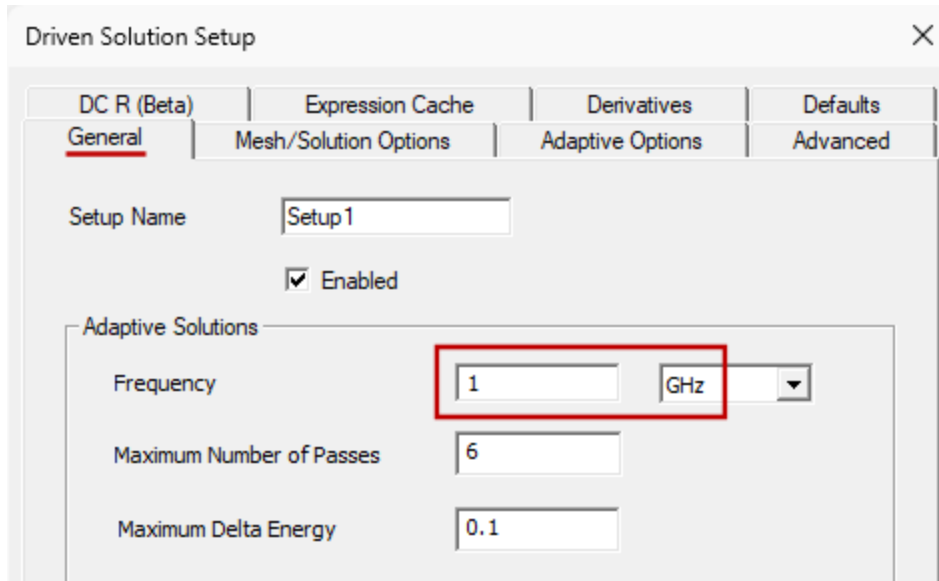 Driven Solution Setup
DC R (Beta) Expression Cache Derivatives Defaults
General Mesh/Solution Options Adaptive Options Advanced
Setup Name Setup1
Enabled
Adaptive Solutions
Frequency 1 GHz
Maximum Number of Passes 6
Maximum Delta Energy 0.1